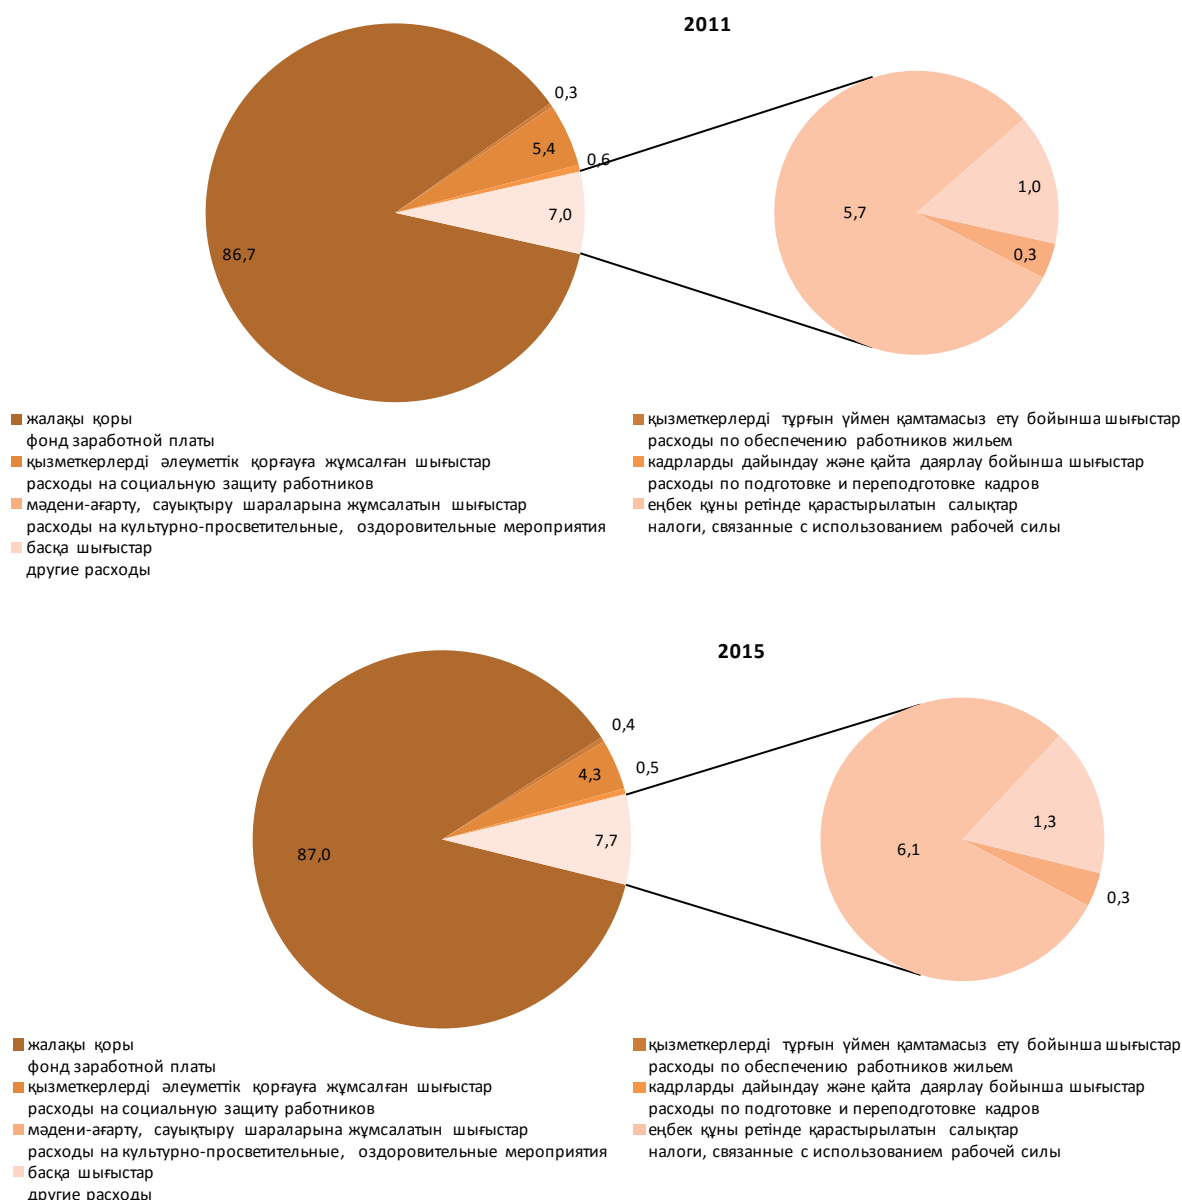 2011
0,3
5,4
0,6
7,0
86,7
5,7
1,0
0,3
жалақы қоры
фонд заработной платы
қызметкерлерді тұрғын үймен қамтамасыз ету бойынша шығыстар
расходы по обеспечению работников жильем
қызметкерлерді әлеуметтік қорғауға жұмсалған шығыстар
расходы на социальную защиту работников
кадрларды дайындау және қайта даярлау бойынша шығыстар
расходы по подготовке и переподготовке кадров
мәдени-ағарту, сауықтыру шараларына жұмсалатын шығыстар
расходы на культурно-просветительные, оздоровительные мероприятия
еңбек құны ретінде қарастырылатын салықтар
налоги, связанные с использованием рабочей силы
басқа шығыстар
другие расходы
2015
0,4
4,3
0,5
7,7
87,0
6,1
1,3
0,3
жалақы қоры
фонд заработной платы
қызметкерлерді тұрғын үймен қамтамасыз ету бойынша шығыстар
расходы по обеспечению работников жильем
қызметкерлерді әлеуметтік қорғауға жұмсалған шығыстар
расходы на социальную защиту работников
кадрларды дайындау және қайта даярлау бойынша шығыстар
расходы по подготовке и переподготовке кадров
мәдени-ағарту, сауықтыру шараларына жұмсалатын шығыстар
расходы на культурно-просветительные, оздоровительные мероприятия
еңбек құны ретінде қарастырылатын салықтар
налоги, связанные с использованием рабочей силы
басқа шығыстар
другие расходы